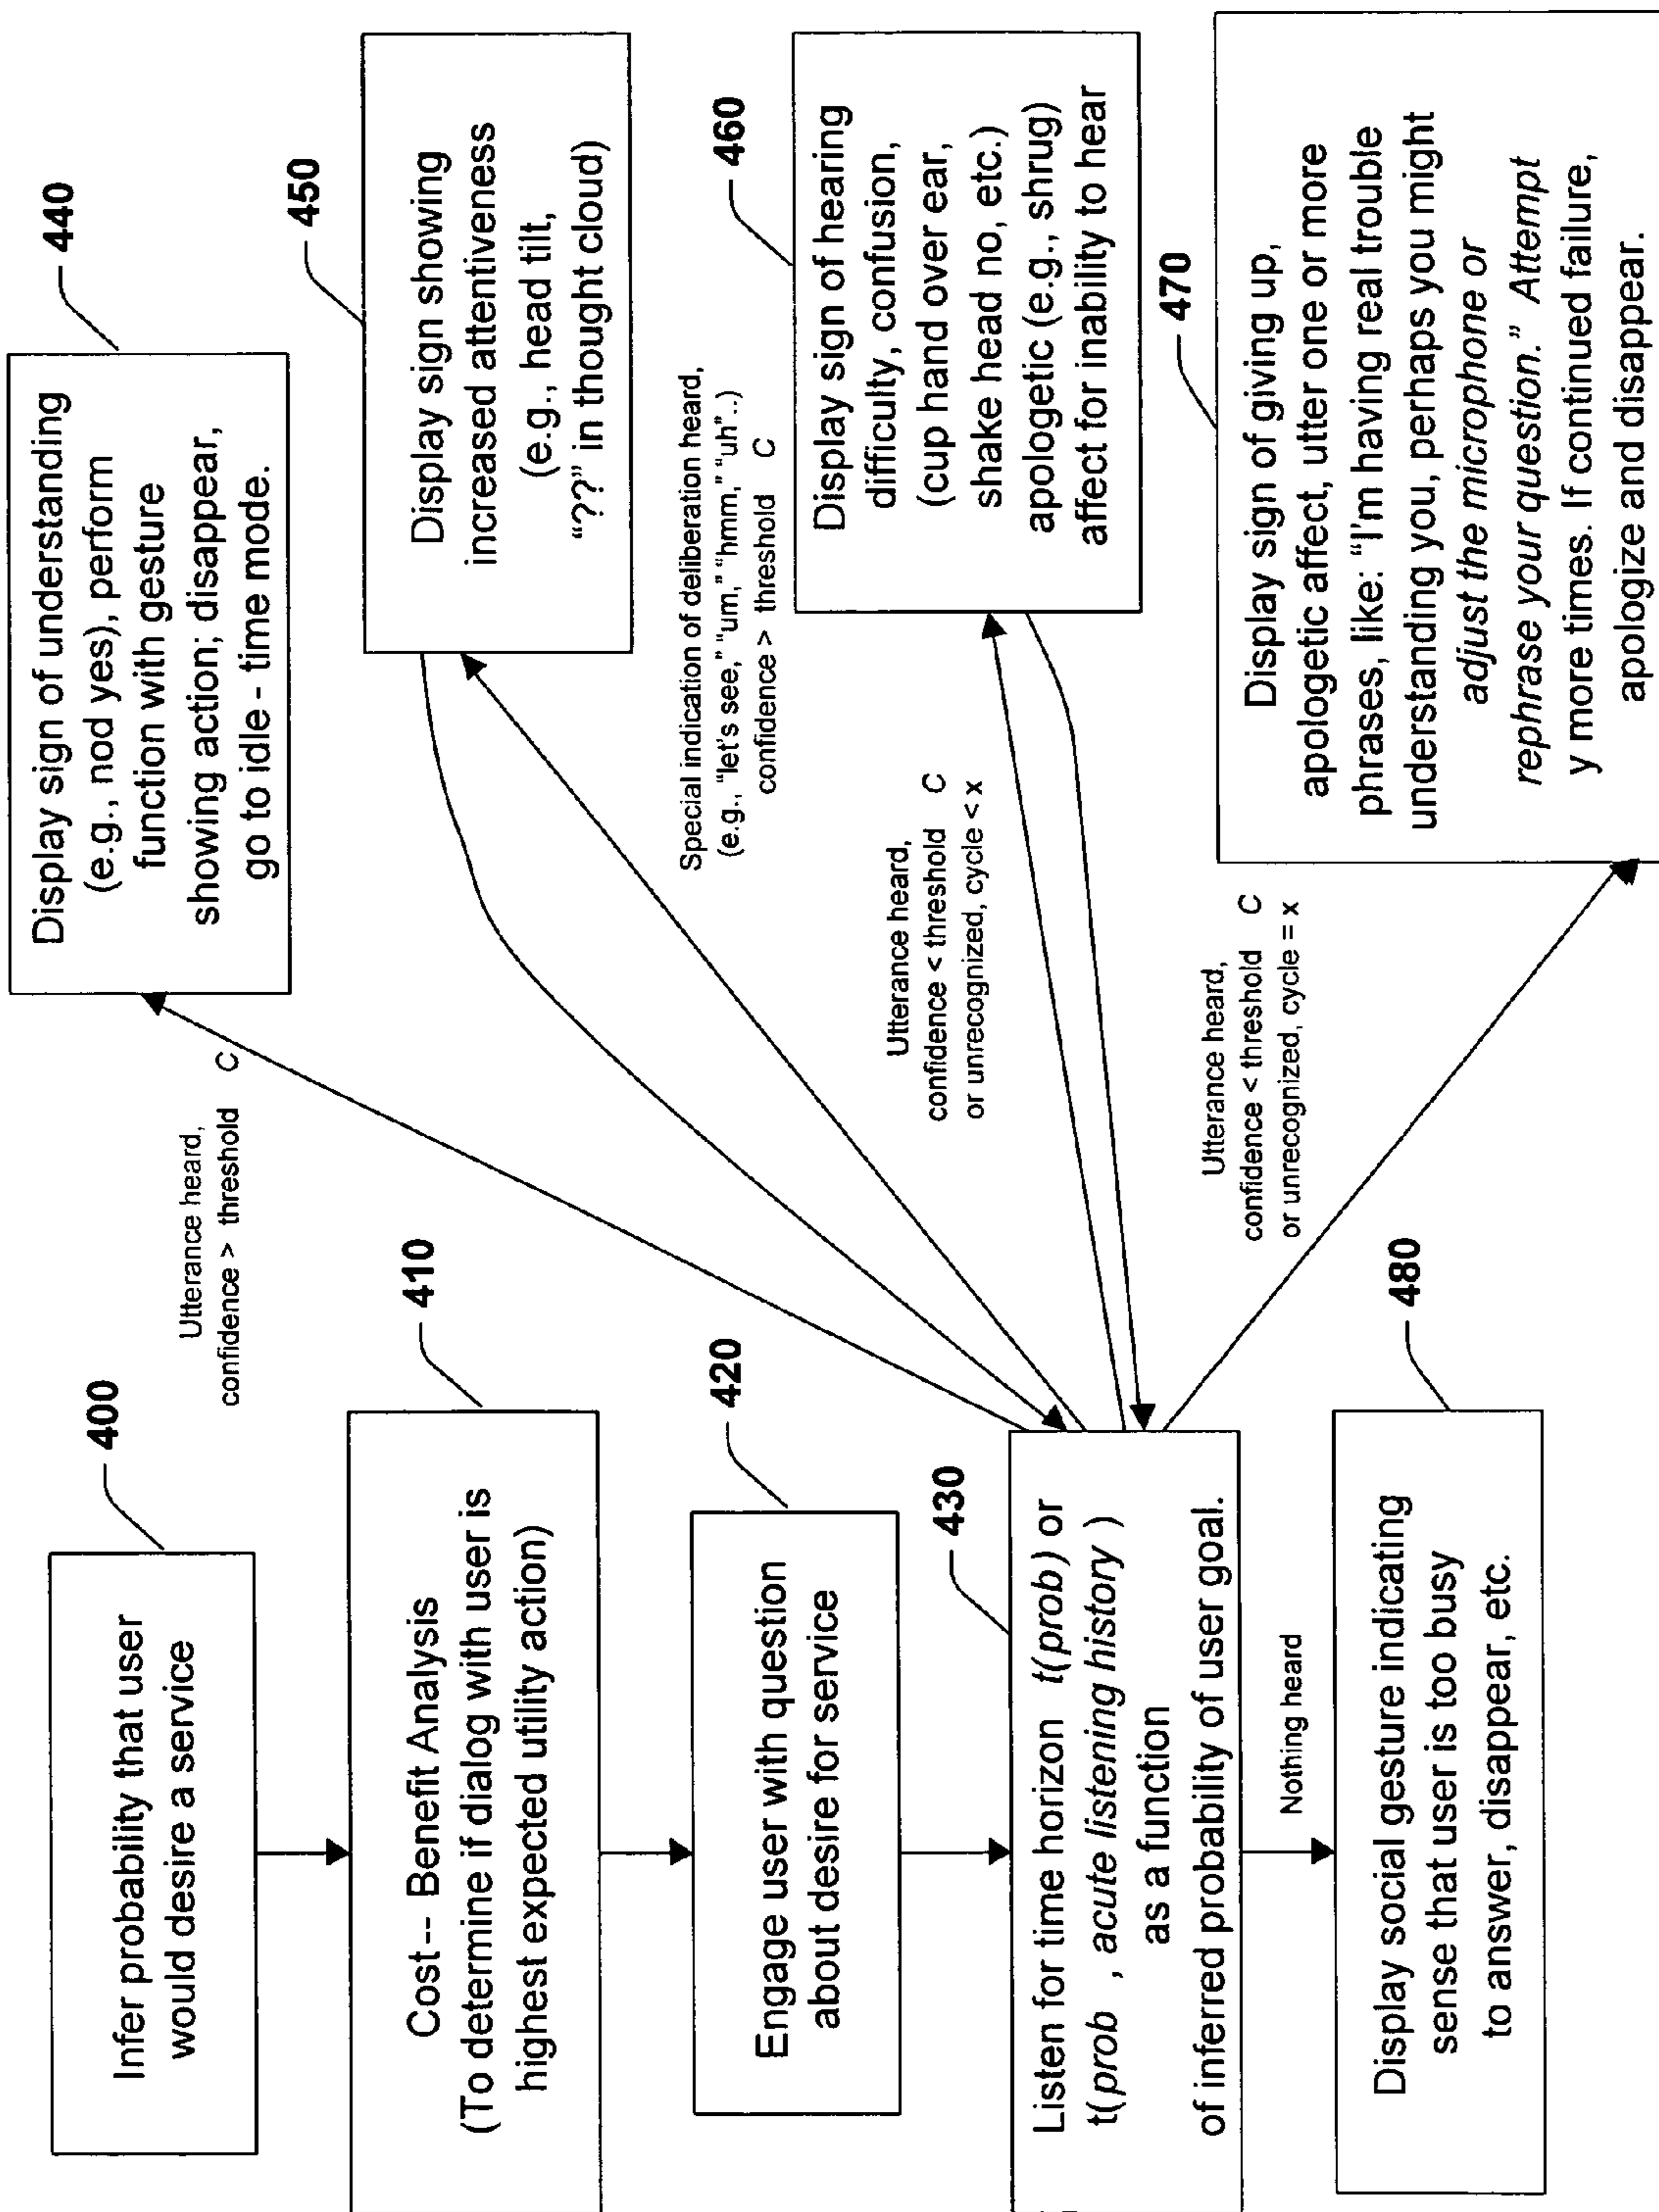 400
Infer probability that user
would desire a service
410
Cost-- Benefit Analysis
(To determine if dialog with user is
highest expected utility action)
420
Engage user with question
about desire for service
430
Listen for time horizon t(prob) or
t(prob , acute listening history )
as a function
of inferred probability of user goal.
Nothing heard
480
Display social gesture indicating
sense that user is too busy
to answer, disappear, etc.
Utterance heard,
confidence > threshold C
440
Display sign of understanding
(e.g., nod yes), perform
function with gesture
showing action; disappear,
go to idle - time mode.
450
Display sign showing
increased attentiveness
(e.g., head tilt,
“??” in thought cloud)
Special indication of deliberation heard,
(e.g., “let's see,” “um,” “hmm,” “uh”..)
confidence > threshold C
460
Display sign of hearing
difficulty, confusion,
(cup hand over ear,
shake head no, etc.)
apologetic (e.g., shrug)
affect for inability to hear
Utterance heard,
confidence < threshold C
or unrecognized, cycle < x
470
Display sign of giving up,
apologetic affect, utter one or more
phrases, like: “I'm having real trouble
understanding you, perhaps you might
adjust the microphone or
rephrase your question.” Attempt
y more times. If continued failure,
apologize and disappear.
Utterance heard,
confidence < threshold C
or unrecognized, cycle = x